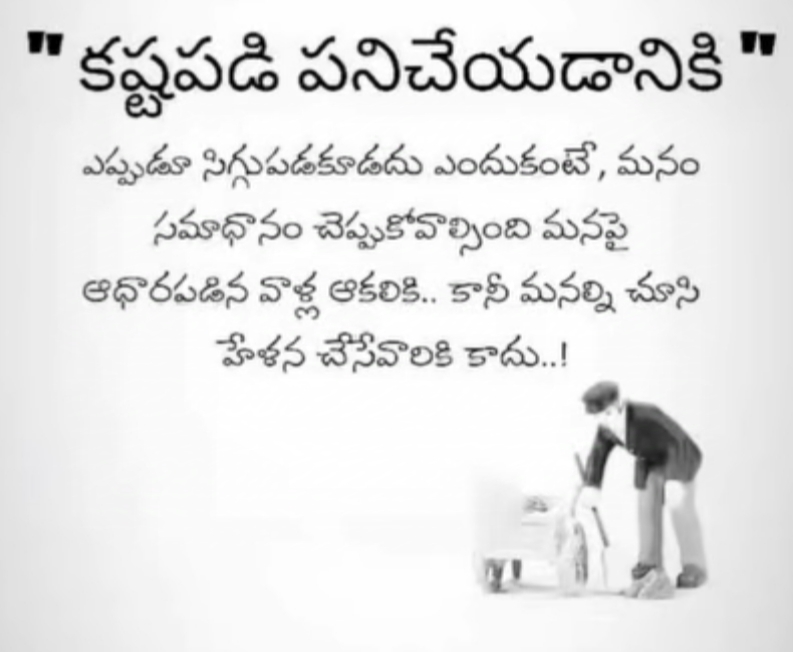 " కష్టపడి పనిచేయడానికి "
ఎప్పుడూ సిగ్గుపడకూడదు ఎందుకంటే, మనం
సమాధానం చెప్పుకోవాల్సింది మనపై
ఆధారపడిన వాళ్ల ఆకలికి.. కానీ మనల్ని చూసి
హేళన చేసేవారికి కాదు..!